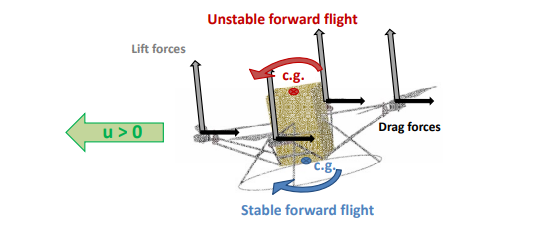 Unstable forward flight
Lift forces
c.g.
u > 0
Drag forces
c.g.
Stable forward flight